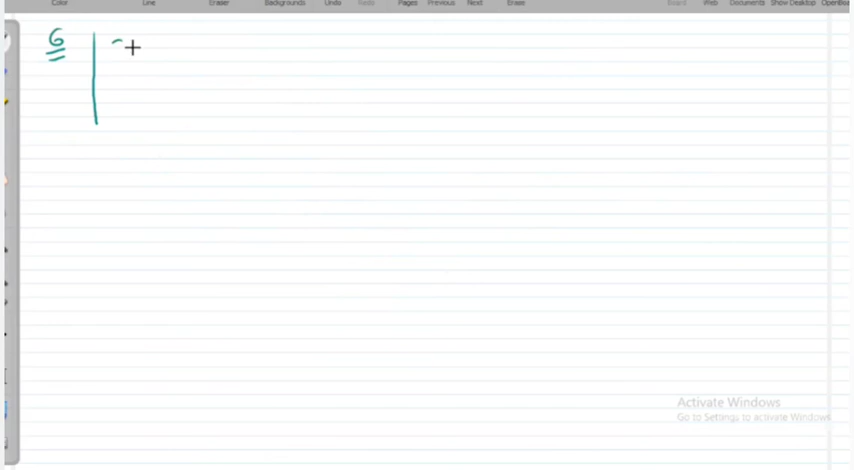 Color Line Eraser Backgrounds Undo Redo Pages Previous Next Erase Board Web Documents Show Desktop
6
Activate Windows
Go to Settings to activate Windows